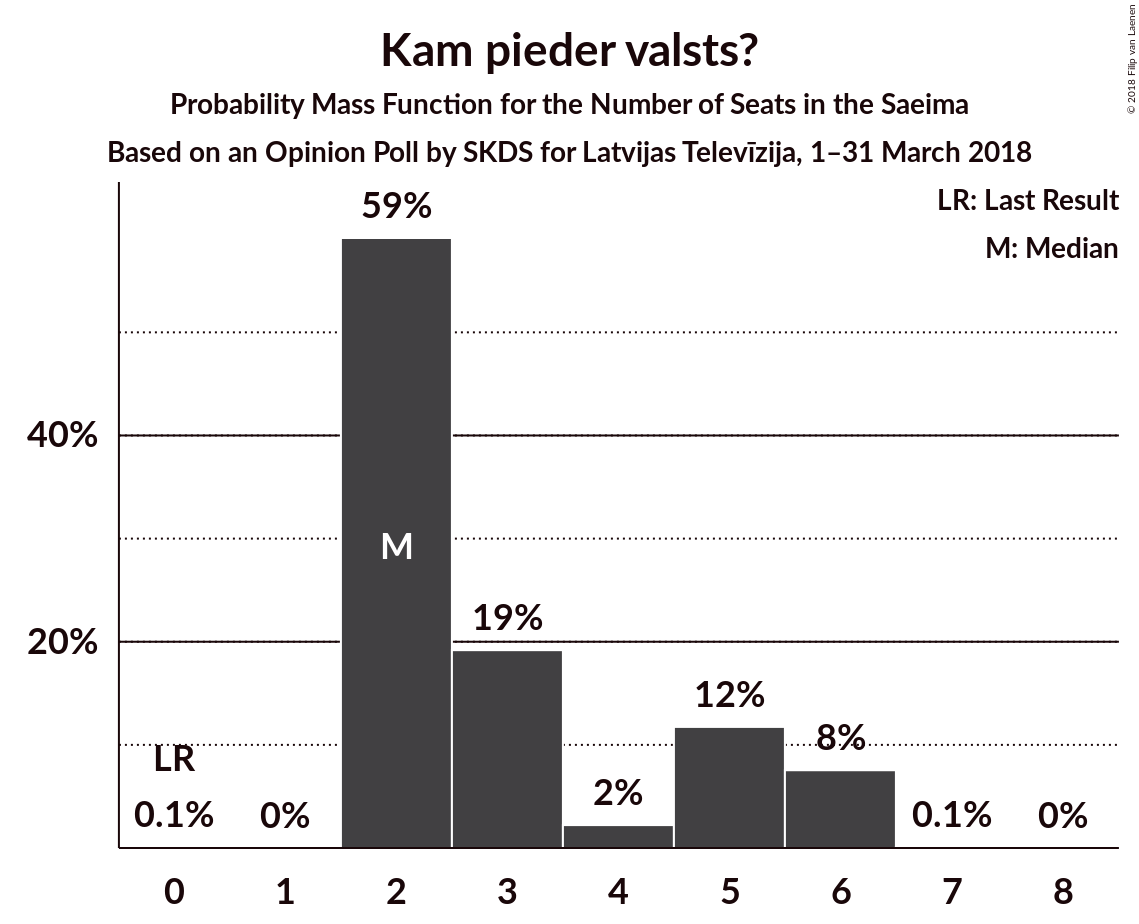 Kam pieder valsts?
Probability Mass Function for the Number of Seats in the Saeima
Based on an Opinion Poll by SKDS for Latvijas Televīzija, 1–31 March 2018
© 2018 Filip van Laenen
LR: Last Result
M: Median
59%
40%
M
19%
20%
12%
8%
LR
2%
0.1%
0%
0.1%
0%
0 1 2 3 4 5 6 7 8